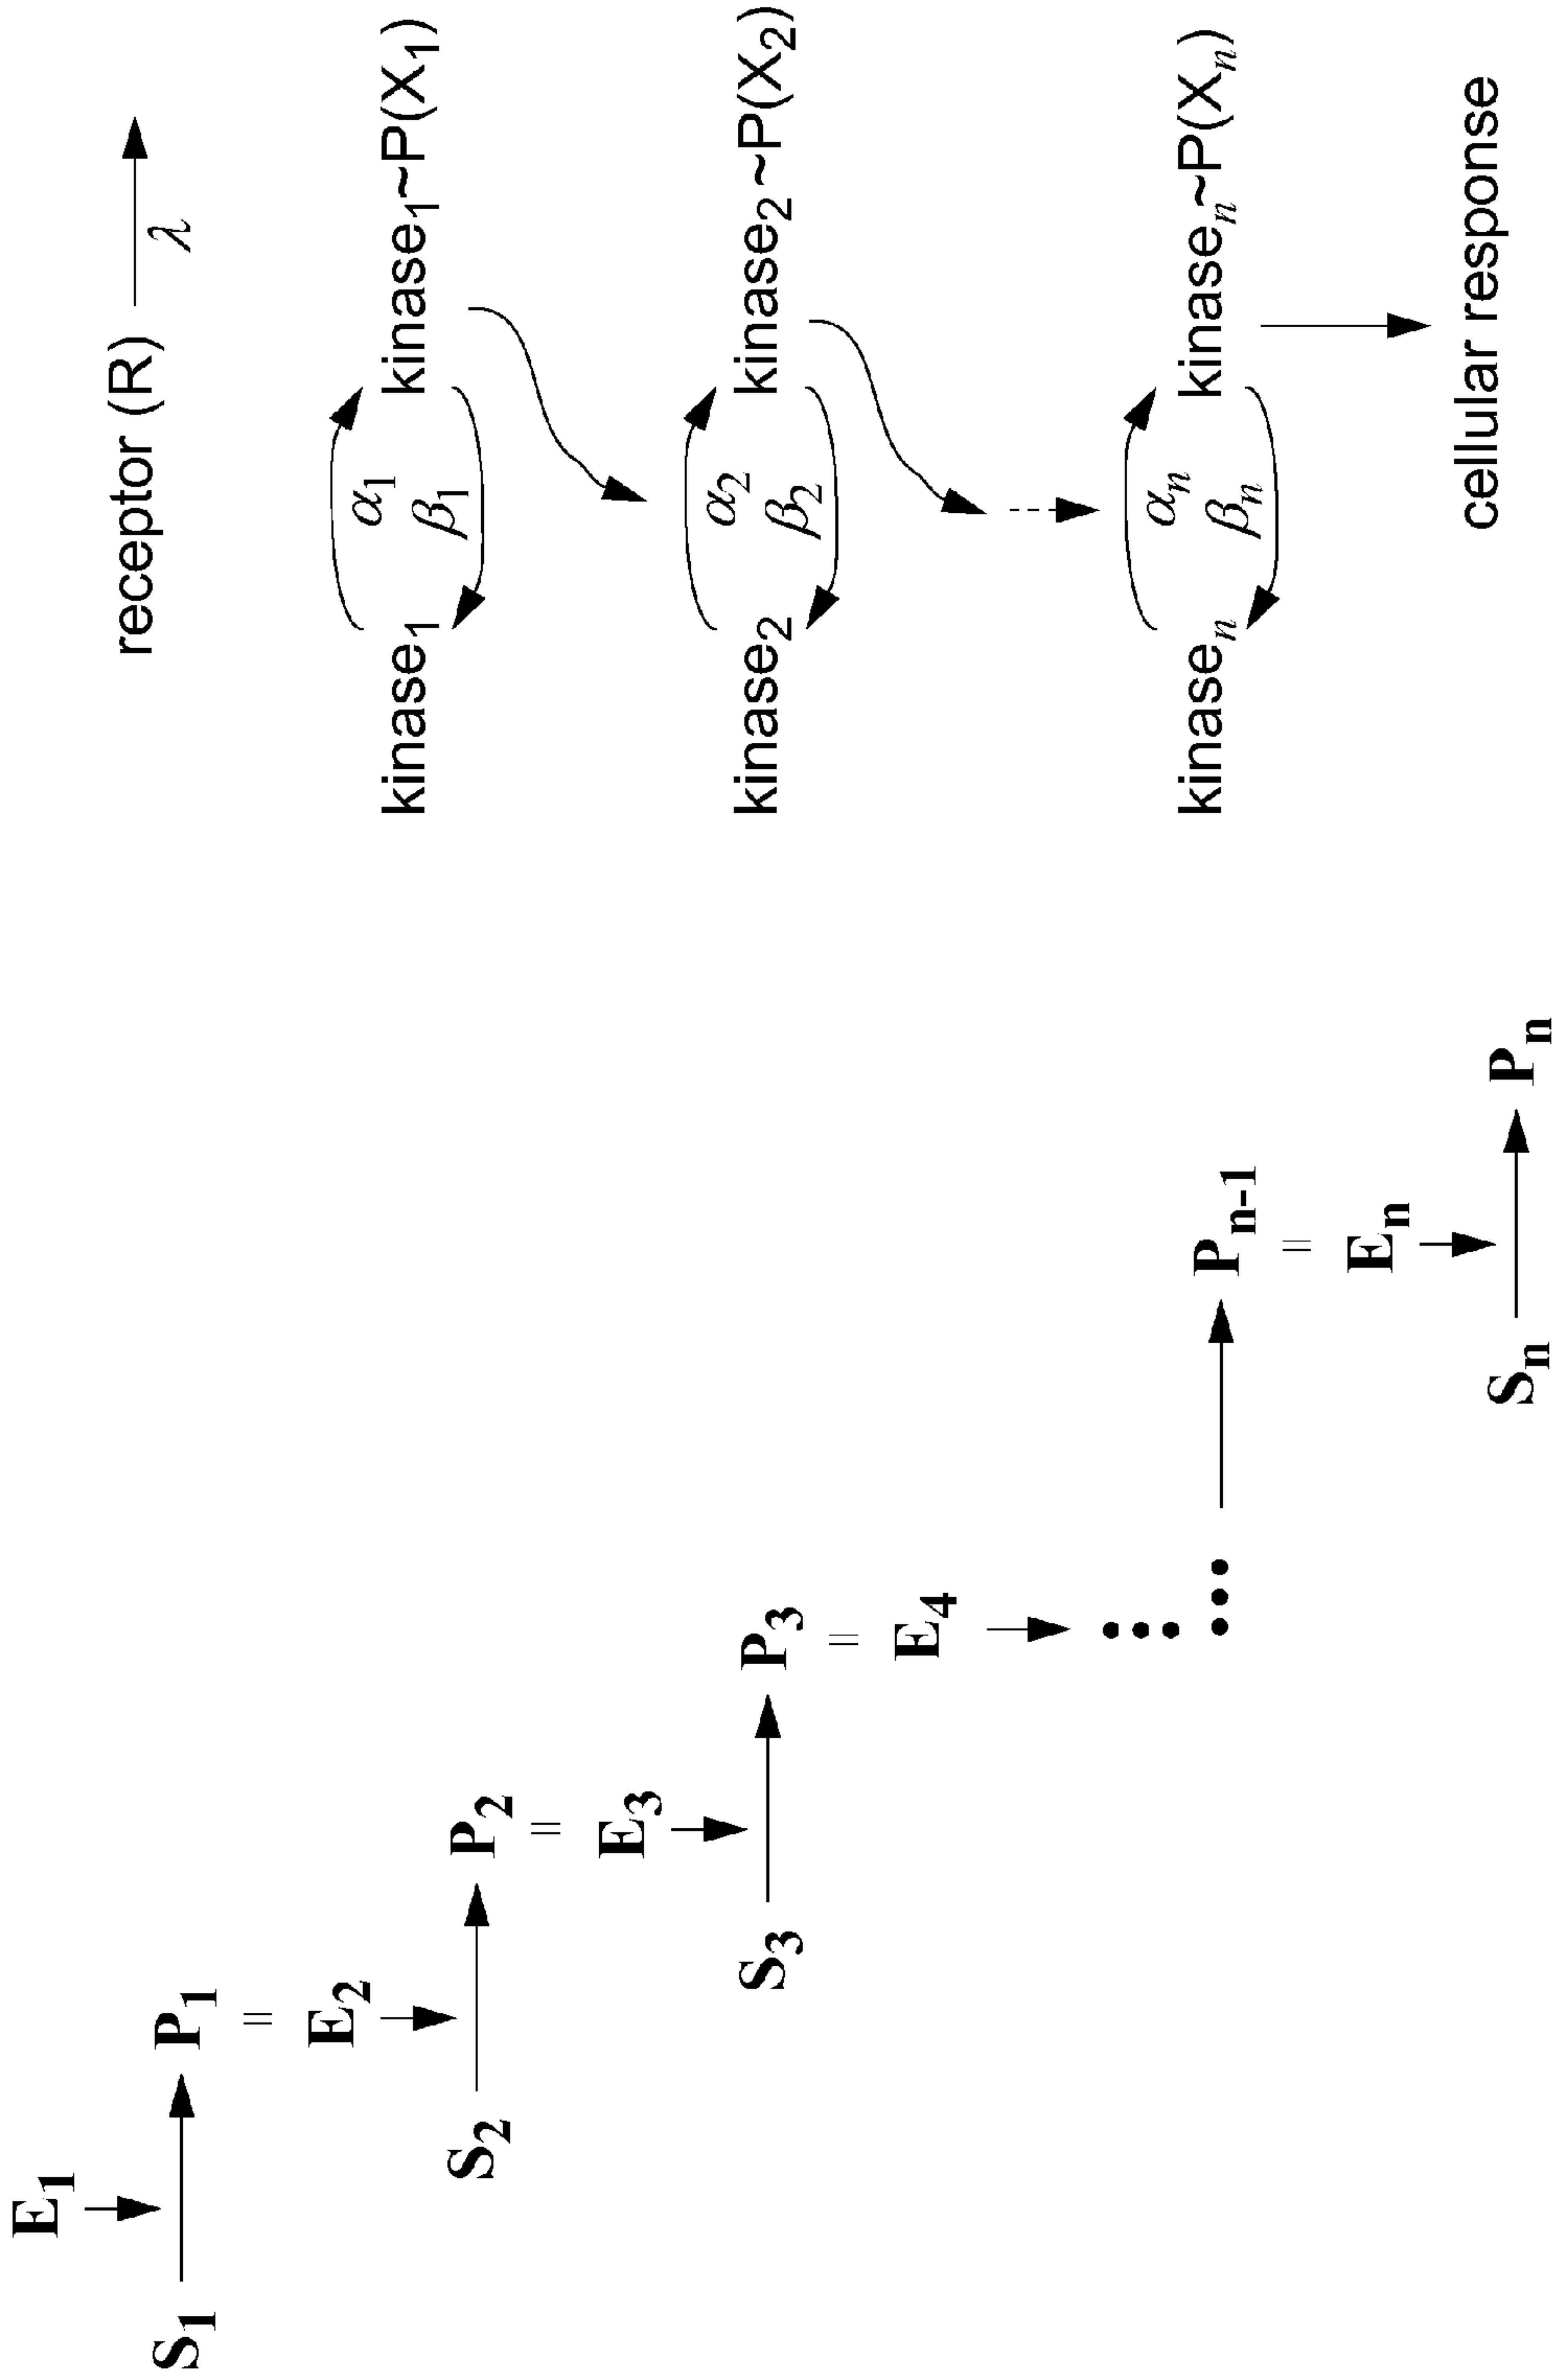 E1
S1 P1
=
E2
S2 P2
=
E3
S3 P3
=
E4
Pn-1
=
En
Sn Pn
receptor (R) λ
kinase1 α1 β1 kinase1~P(X1)
kinase2 α2 β2 kinase2~P(X2)
kinasen αn βn kinasen~P(Xn)
cellular response